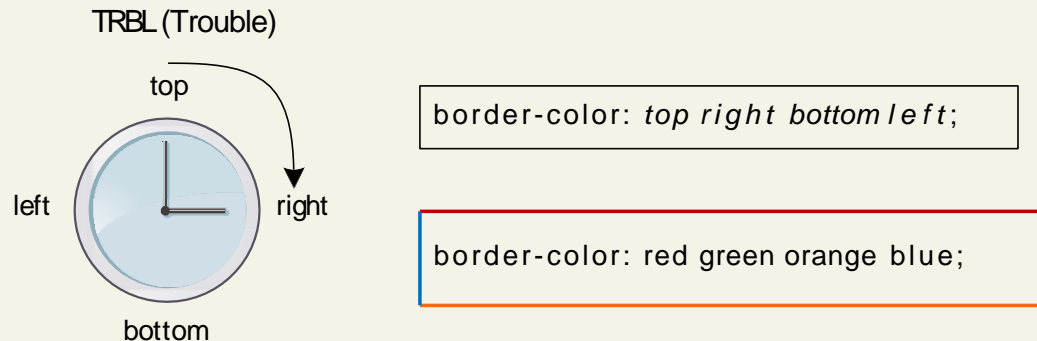 TRBL (Trouble)
top
left
right
bottom
border-color: top right bottom left;
border-color: red green orange blue;